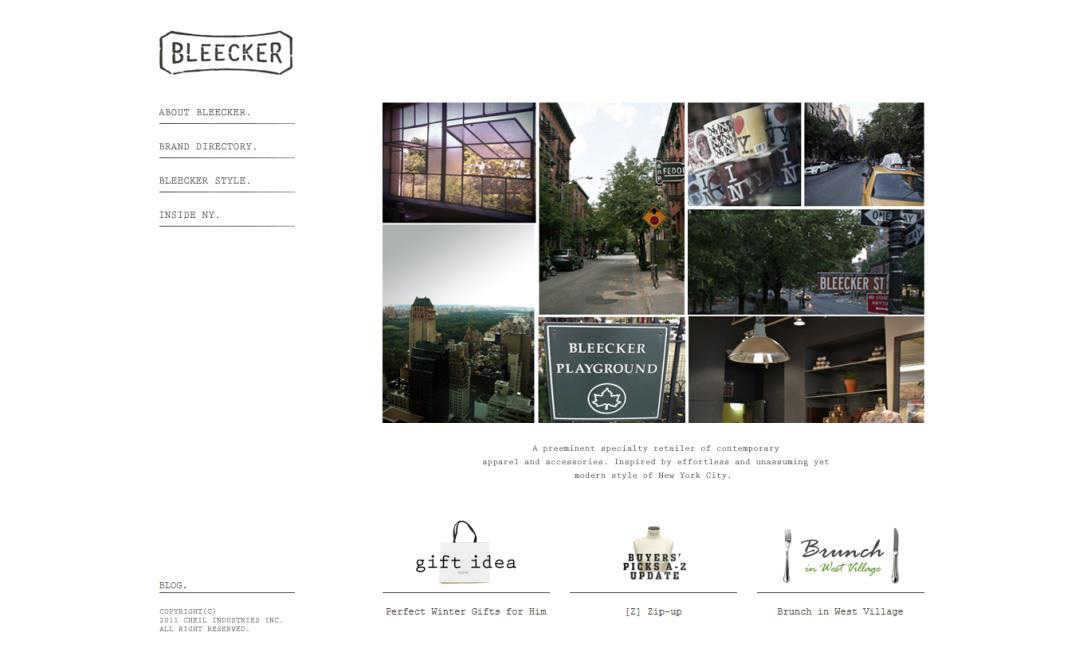 BLEECKER
ABOUT BLEECKER.
BRAND DIRECTORY.
BLEECKER STYLE.
INSIDE NY.
ONE WAY
BLEECKER ST
BLEECKER
PLAYGROUND
A preeminent specialty retailer of contemporary
apparel and accessories. Inspired by effortless and unassuming yet
modern style of New York City.
gift idea
BUYERS'
PICKS A-Z
UPDATE
Brunch
in West Village
Perfect Winter Gifts for Him
[Z] Zip-up
Brunch in West Village
BLOG.
COPYRIGHT(C)
2011 CHEIL INDUSTRIES INC.
ALL RIGHT RESERVED.